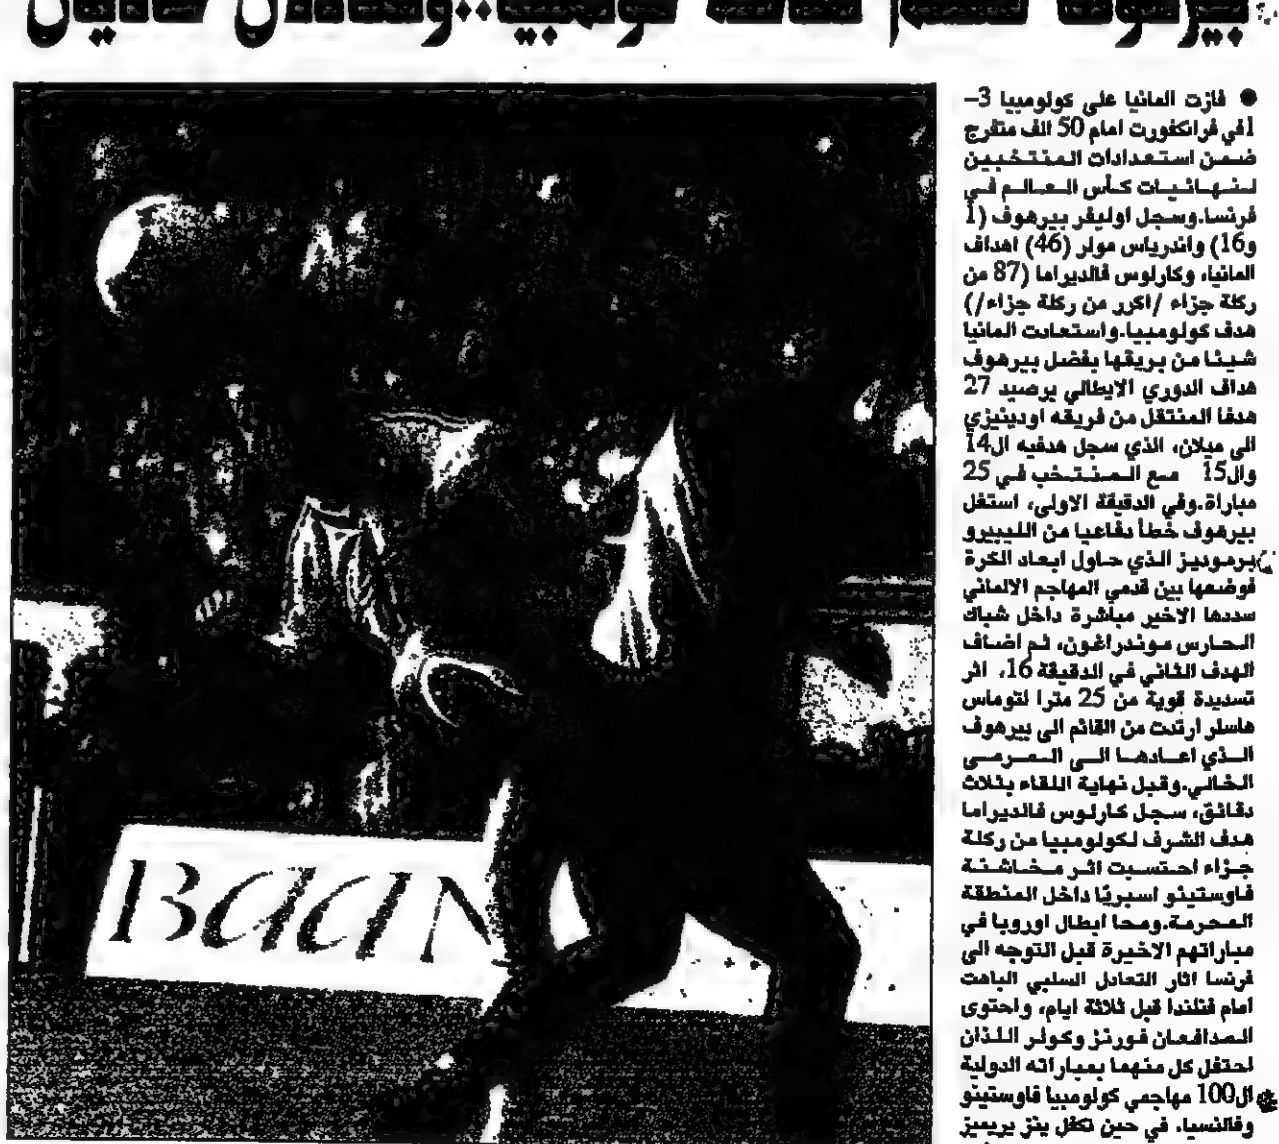 بيرهوف
كولومبيا..و
● فازت المانيا على كولومبيا 3–
1في فرانكفورت امام 50 الف متفرج
ضمن استعدادات المنتخبين
لنهائيات كأس العالم في
فرنسا.وسجل اوليفر بيرهوف (1
و16) واندرياس مولر (46) اهداف
المانيا، وكارلوس فالديراما (87 من
ركلة جزاء /اكرر من ركلة جزاء/)
هدف كولومبيا.واستعادت المانيا
شيئا من بريقها بفضل بيرهوف
هداف الدوري الايطالي برصيد 27
هدفا المنتقل من فريقه اودينيزي
الى ميلان، الذي سجل هدفيه ال14
وال15 مع المنتخب في 25
مباراة.وفي الدقيقة الاولى، استغل
بيرهوف خطأ دفاعيا من الليبيرو
برموديز الذي حاول ابعاد الكرة
فوضعها بين قدمي المهاجم الالماني
سددها الاخير مباشرة داخل شباك
الحارس موندراغون، ثم اضاف
الهدف الثاني في الدقيقة 16، اثر
تسديدة قوية من 25 مترا لتوماس
هاسلر ارتدت من القائم الى بيرهوف
الذي اعادها الى المرمى
الخالي.وقبل نهاية اللقاء بثلاث
دقائق، سجل كارلوس فالديراما
هدف الشرف لكولومبيا من ركلة
جزاء احتسبت اثر مخاشنة
فاوستينو اسبريا داخل المنطقة
المحرمة.ومحا ابطال اوروبا في
مباراتهم الاخيرة قبل التوجه الى
فرنسا اثار التعادل السلبي الباهت
امام فنلندا قبل ثلاثة ايام، واحتوى
المدافعان فورنز وكولر اللذان
احتفل كل منهما بمباراته الدولية
ال100 مهاجمي كولومبيا فاوستينو
وفالنسيا، في حين تكفل ينز يريميز
BaaN